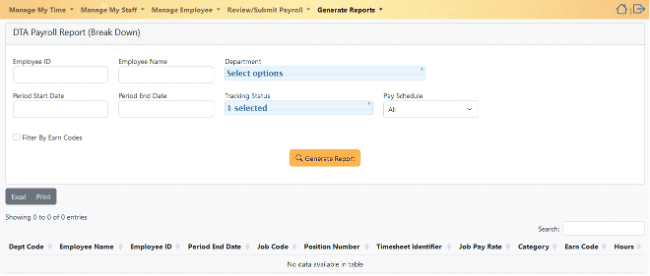 Manage My Time Manage My Staff Manage Employee Review/Submit Payroll Generate Reports
DTA Payroll Report (Break Down)
Employee ID Employee Name Department
Select options
Period Start Date Period End Date Tracking Status Pay Schedule
1 selected All
Filter By Earn Codes
Generate Report
Excel Print
Showing 0 to 0 of 0 entries
Search:
Dept Code Employee Name Employee ID Period End Date Job Code Position Number Timesheet Identifier Job Pay Rate Category Earn Code Hours
No data available in table